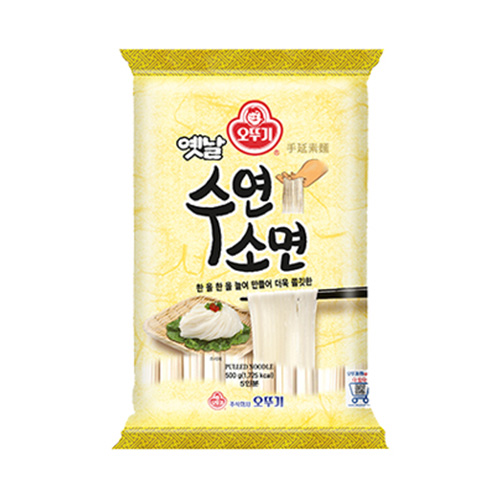 오뚜기
옛날
手延素麵
수연
소면
한 올 한 올 늘여 만들어 더욱 쫄깃한
PULLED NOODLE
500 g (1,725 kcal)
5인분
주식회사 오뚜기